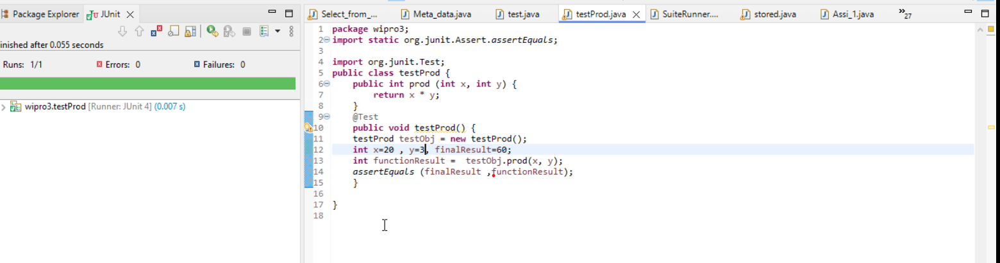 Package Explorer JUnit
inished after 0.055 seconds
Runs: 1/1 Errors: 0 Failures: 0
wipro3.testProd [Runner: JUnit 4] (0.007 s)
Select_from_... Meta_data.java test.java testProd.java SuiteRunner.... stored.java Assi_1.java »27
1 package wipro3;
2 import static org.junit.Assert.assertEquals;
3
4 import org.junit.Test;
5 public class testProd {
6 public int prod (int x, int y) {
7 return x * y;
8 }
9 @Test
10 public void testProd() {
11 testProd testObj = new testProd();
12 int x=20 , y=3, finalResult=60;
13 int functionResult =  testObj.prod(x, y);
14 assertEquals (finalResult ,functionResult);
15 }
16
17 }
18